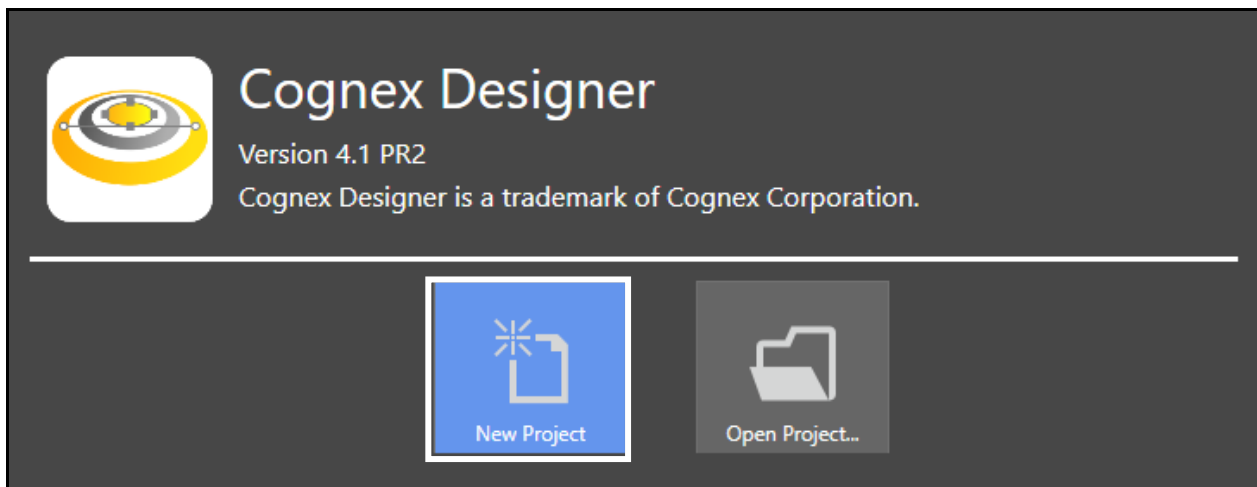 Cognex Designer
Version 4.1 PR2
Cognex Designer is a trademark of Cognex Corporation.
New Project
Open Project...